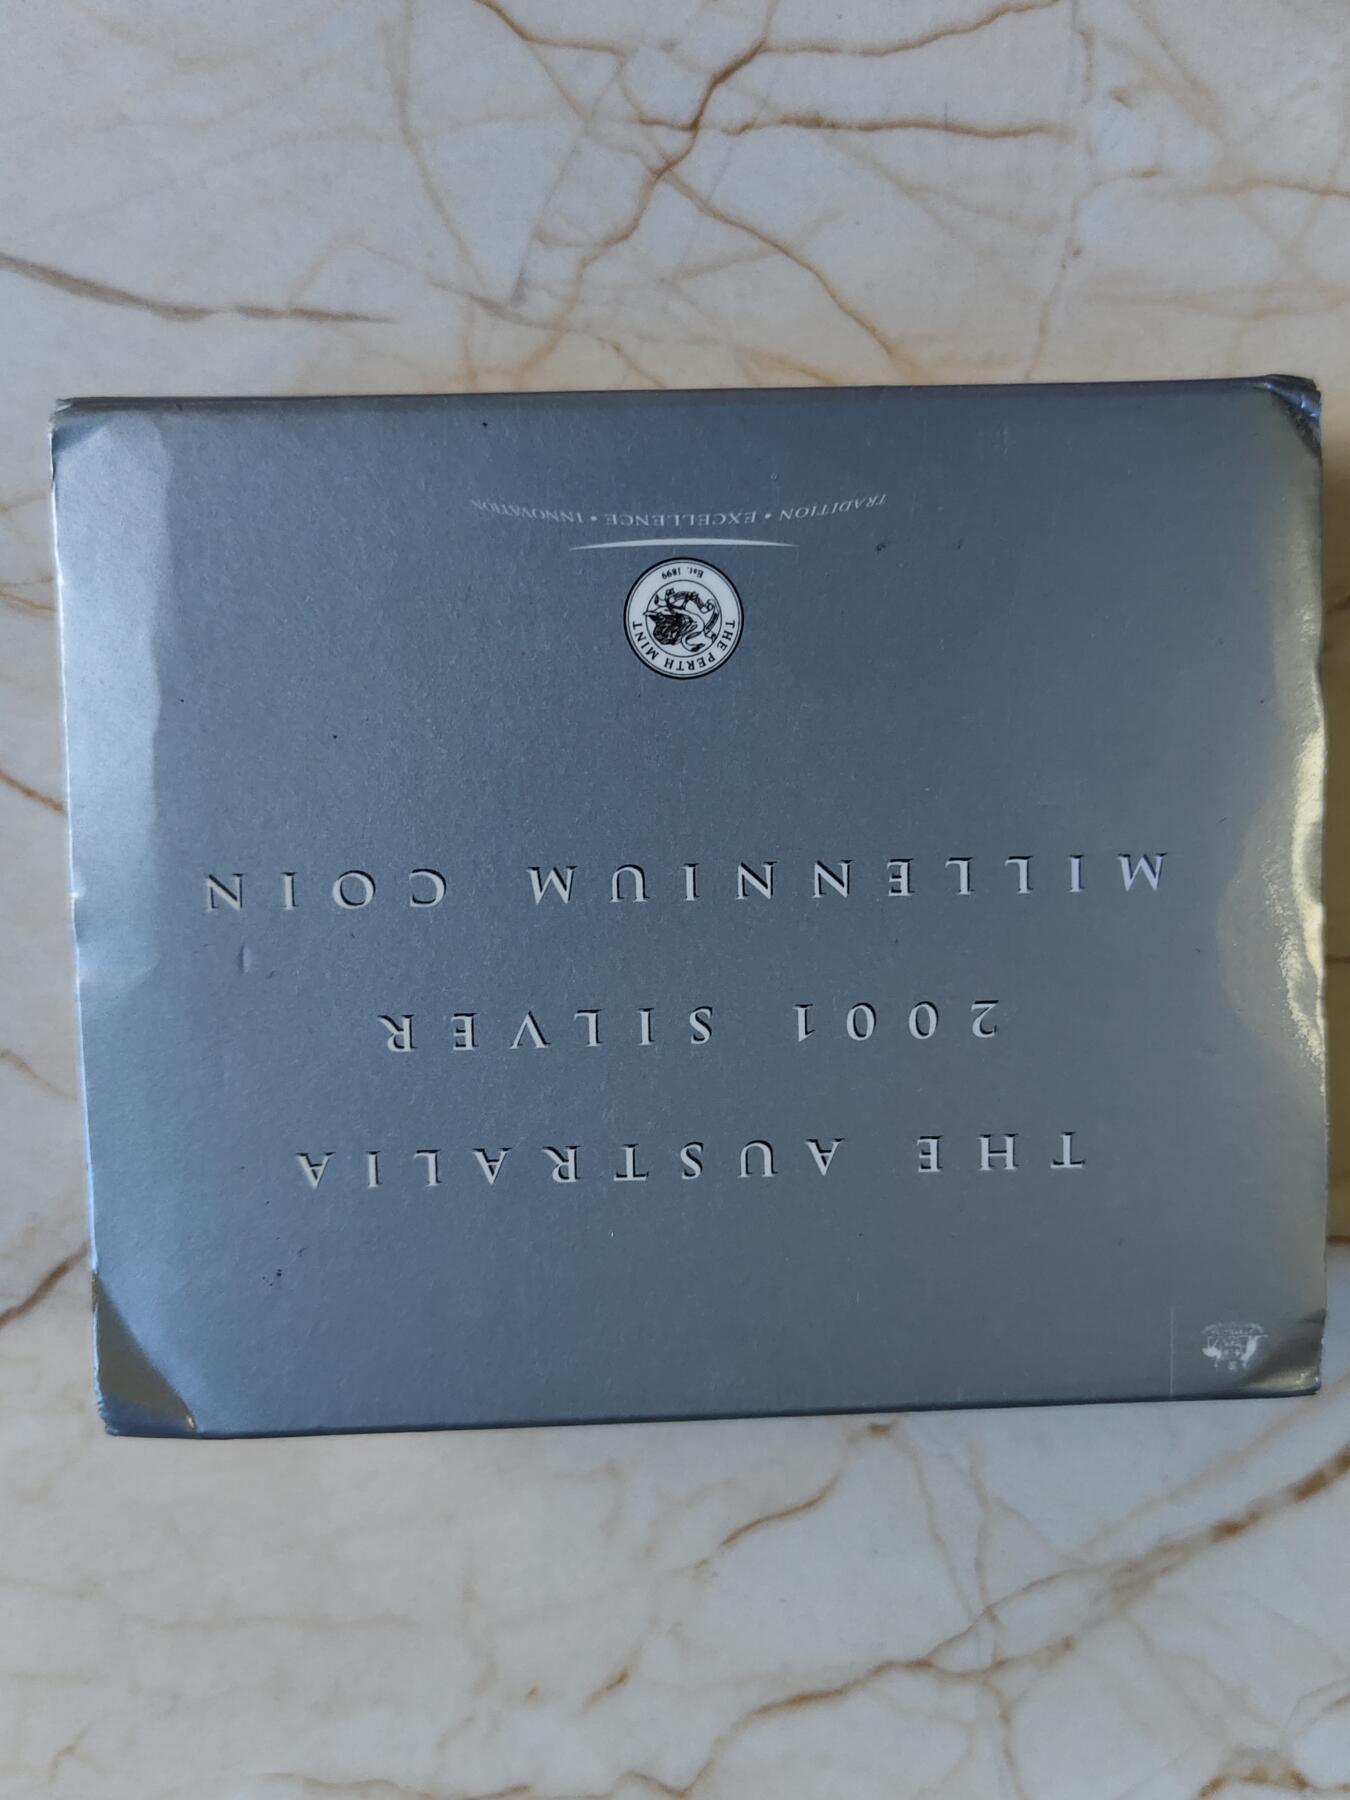 THE AUSTRALIA
2001 SILVER
MILLENNIUM COIN
THE PERTH MINT
Est. 1899
TRADITION • EXCELLENCE • INNOVATION